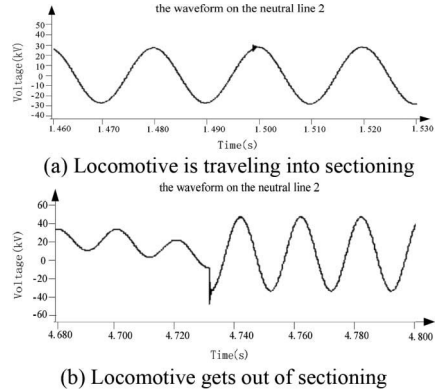 the waveform on the neutral line 2
Voltage(kV)
40
30
20
10
0
-10
-20
-30
-40
1.460 1.470 1.480 1.490 1.500 1.510 1.520 1.530
Time(s)
(a) Locomotive is traveling into sectioning
the waveform on the neutral line 2
Voltage(kV)
60
40
20
0
-20
-40
-60
4.680 4.700 4.720 4.740 4.760 4.780 4.800
Time(s)
(b) Locomotive gets out of sectioning